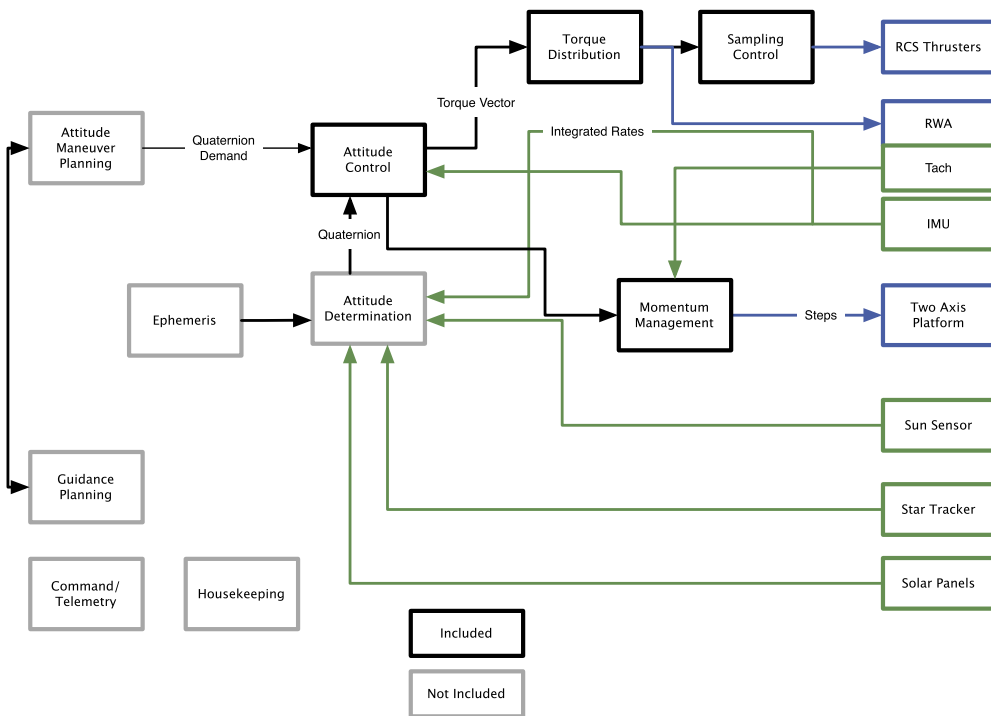 Torque
Distribution
Sampling
Control
RCS Thrusters
Torque Vector
Attitude
Maneuver
Planning
Quaternion
Demand
Attitude
Control
Integrated Rates
RWA
Tach
IMU
Quaternion
Ephemeris
Attitude
Determination
Momentum
Management
Steps
Two Axis
Platform
Sun Sensor
Guidance
Planning
Star Tracker
Command/
Telemetry
Housekeeping
Solar Panels
Included
Not Included